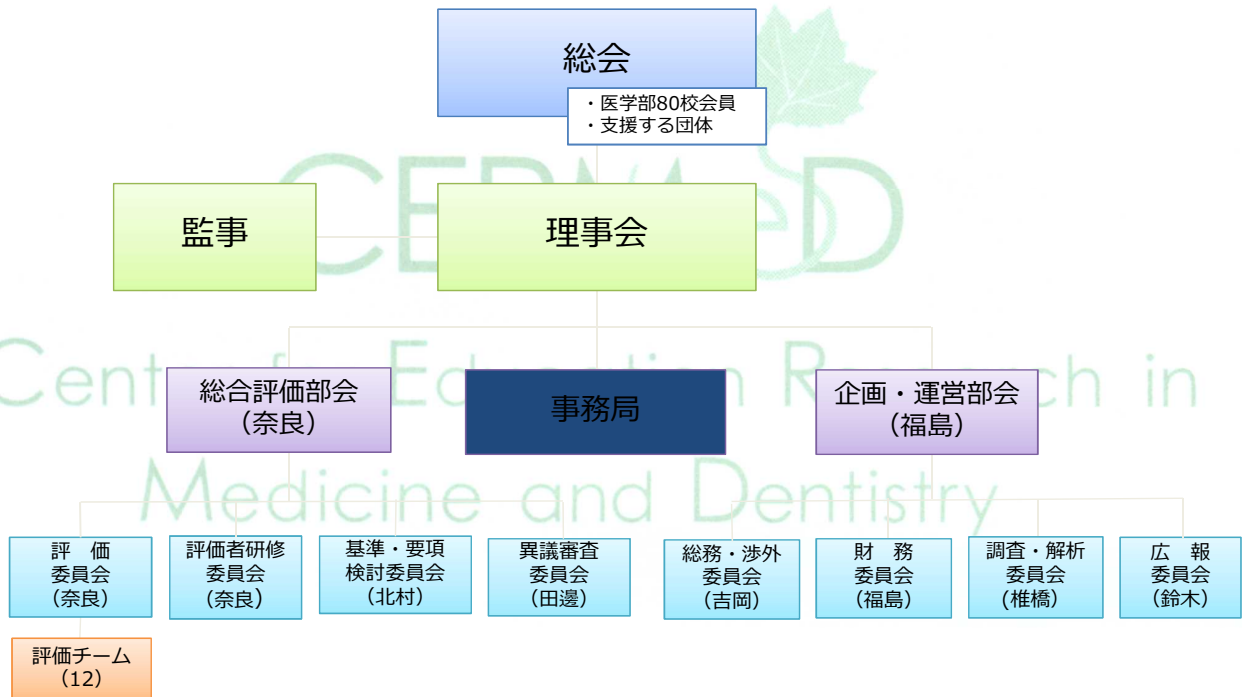 総会
・医学部80校会員
・支援する団体
監事
理事会
総合評価部会
（奈良）
事務局
企画・運営部会
（福島）
Medicine and Dentistry
評　価
委員会
（奈良）
評価者研修
委員会
（奈良）
基準・要項
検討委員会
（北村）
異議審査
委員会
（田邊）
総務・渉外
委員会
（吉岡）
財　務
委員会
（福島）
調査・解析
委員会
(椎橋）
広　報
委員会
（鈴木）
評価チーム
（12）